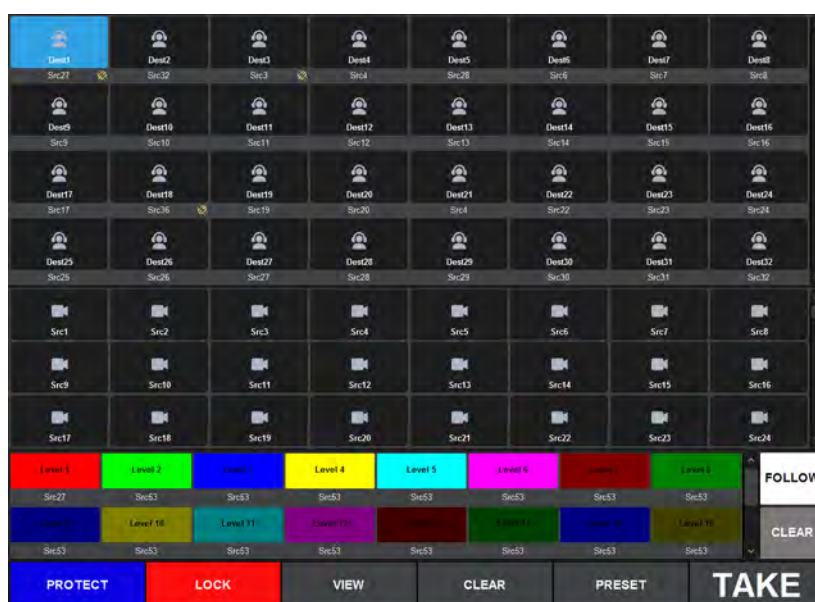 Dest1 Dest2 Dest3 Dest4 Dest5 Dest6 Dest7 Dest8
Src27 Src32 Src3 Src4 Src28 Src6 Src7 Src8
Dest9 Dest10 Dest11 Dest12 Dest13 Dest14 Dest15 Dest16
Src9 Src10 Src11 Src12 Src13 Src14 Src15 Src16
Dest17 Dest18 Dest19 Dest20 Dest21 Dest22 Dest23 Dest24
Src17 Src36 Src19 Src20 Src4 Src22 Src23 Src24
Dest25 Dest26 Dest27 Dest28 Dest29 Dest30 Dest31 Dest32
Src25 Src26 Src27 Src28 Src29 Src30 Src31 Src32
Src1 Src2 Src3 Src4 Src5 Src6 Src7 Src8
Src9 Src10 Src11 Src12 Src13 Src14 Src15 Src16
Src17 Src18 Src19 Src20 Src21 Src22 Src23 Src24
Level 1 Level 2 Level 4 Level 5 Level 6 Level 8
FOLLOW
Src27 Src53 Src53 Src53 Src53 Src53 Src53 Src53
Level 10 Level 11 Level 12 Level 16
CLEAR
Src53 Src53 Src53 Src53 Src53 Src53 Src53 Src53
PROTECT LOCK VIEW CLEAR PRESET TAKE